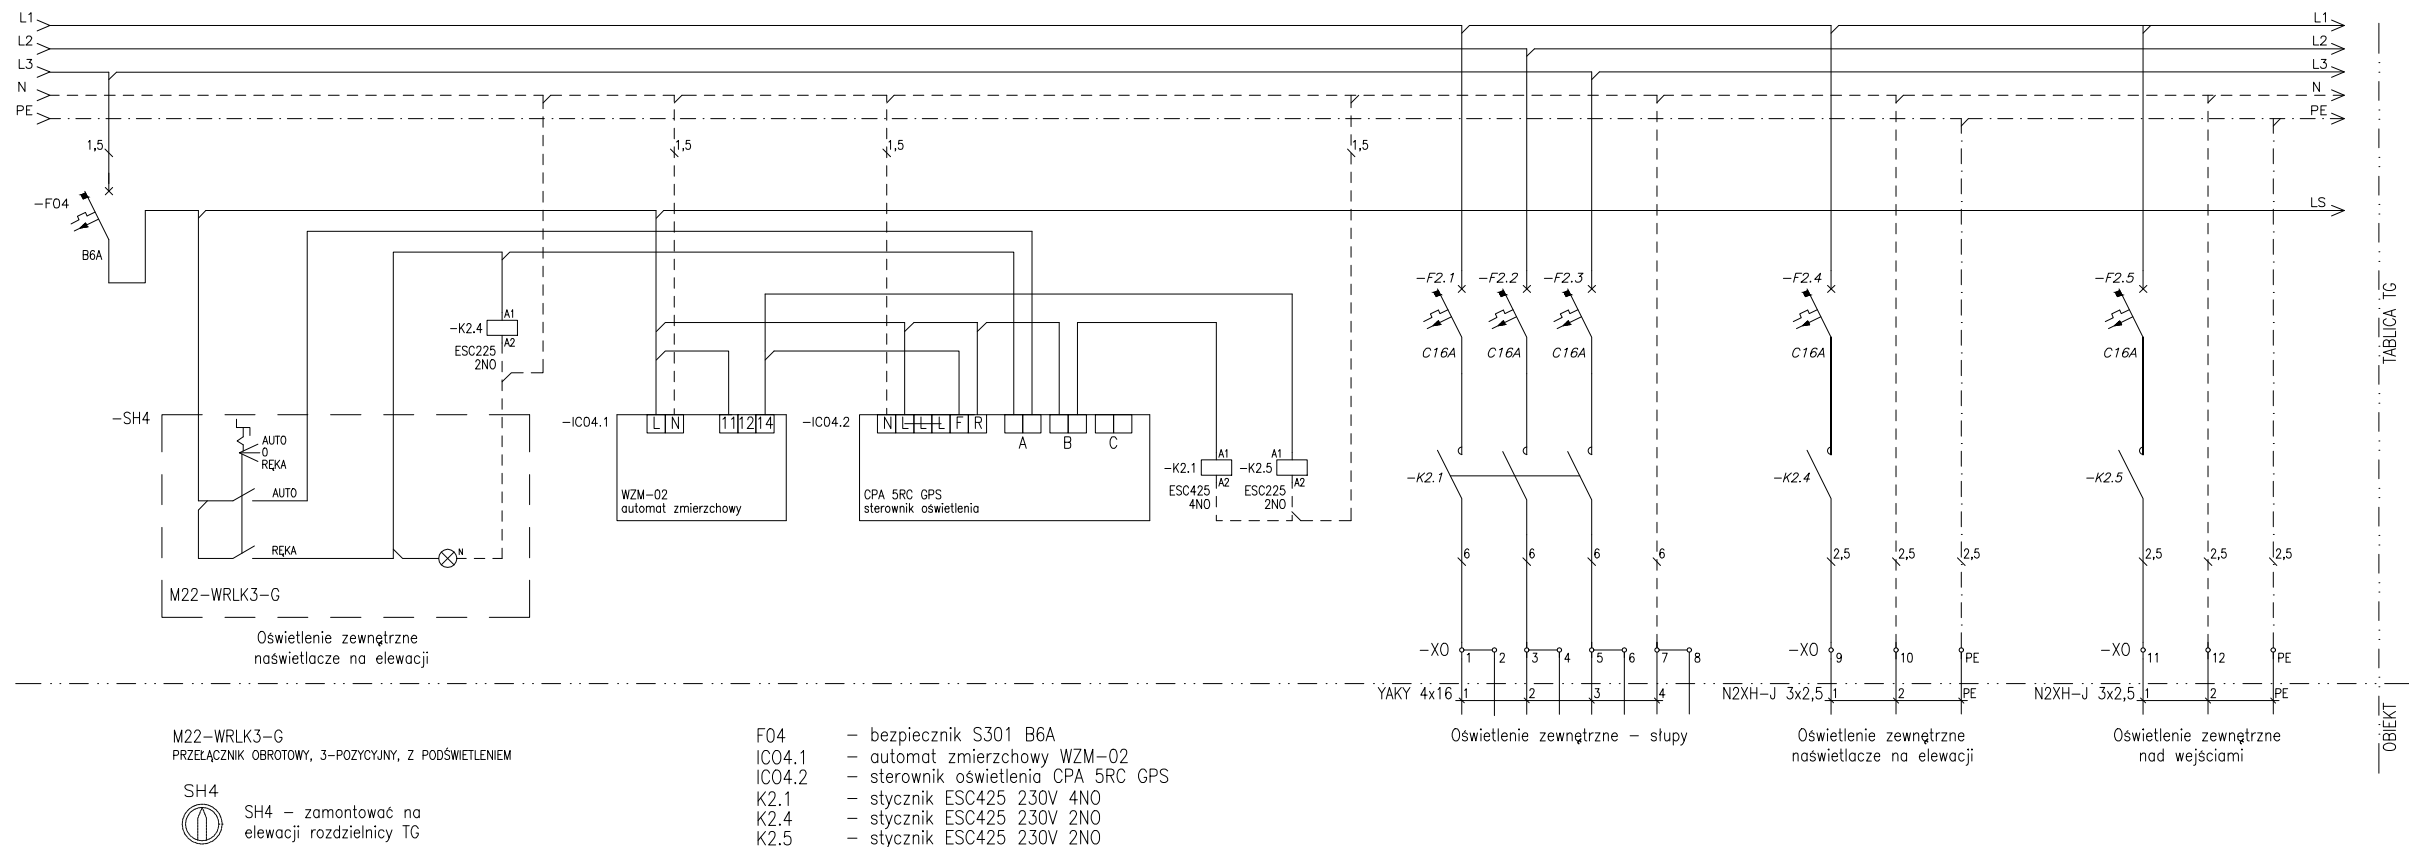 L1
L2
L3
N
PE
L1
L2
L3
N
PE
LS
1,5
1,5
1,5
1,5
-F04
B6A
-K2.4
A1
A2
ESC225
2NO
-SH4
AUTO
0
RĘKA
AUTO
RĘKA
N
M22-WRLK3-G
Oświetlenie zewnętrzne
naświetlacze na elewacji
-IC04.1
L N 11 12 14
WZM-02
automat zmierzchowy
-IC04.2
N L L L F R
A B C
CPA 5RC GPS
sterownik oświetlenia
-K2.1
A1
A2
ESC425
4NO
-K2.5
A1
A2
ESC225
2NO
-F2.1 -F2.2 -F2.3 -F2.4 -F2.5
C16A C16A C16A C16A C16A
-K2.1 -K2.4 -K2.5
6 6 6 6 2,5 2,5 2,5 2,5 2,5 2,5
-X0 1 2 3 4 5 6 7 8
-X0 9 10 PE
-X0 11 12 PE
YAKY 4x16 1 2 3 4
N2XH-J 3x2,5 1 2 PE
N2XH-J 3x2,5 1 2 PE
Oświetlenie zewnętrzne - słupy
Oświetlenie zewnętrzne
naświetlacze na elewacji
Oświetlenie zewnętrzne
nad wejściami
TABLICA TG
OBIEKT
M22-WRLK3-G
PRZEŁĄCZNIK OBROTOWY, 3-POZYCYJNY, Z PODŚWIETLENIEM
SH4
SH4 - zamontować na
elewacji rozdzielnicy TG
F04 - bezpiecznik S301 B6A
IC04.1 - automat zmierzchowy WZM-02
IC04.2 - sterownik oświetlenia CPA 5RC GPS
K2.1 - stycznik ESC425 230V 4NO
K2.4 - stycznik ESC425 230V 2NO
K2.5 - stycznik ESC425 230V 2NO